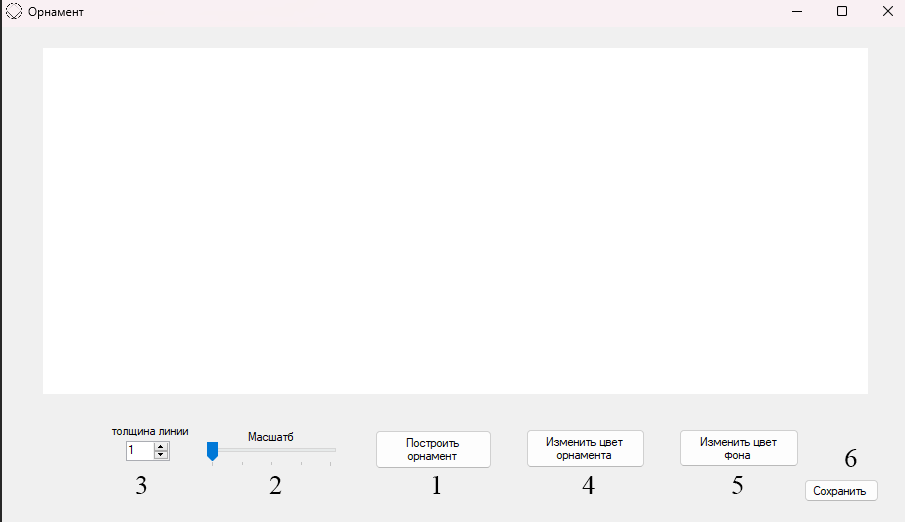 Орнамент
толщина линии
Масштаб
1
Построить
орнамент
Изменить цвет
орнамента
Изменить цвет
фона
3
2
1
4
5
6
Сохранить